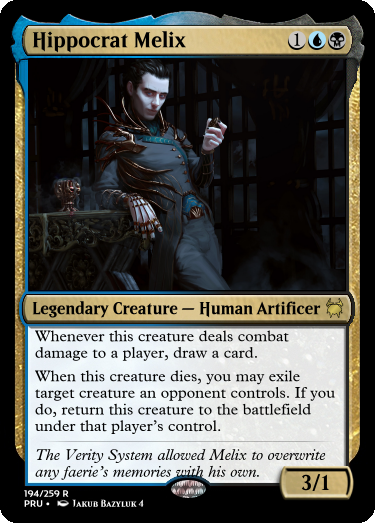 Hippocrat Melix 1
Legendary Creature — Human Artificer
Whenever this creature deals combat
damage to a player, draw a card.
When this creature dies, you may exile
target creature an opponent controls. If you
do, return this creature to the battlefield
under that player's control.
The Verity System allowed Melix to overwrite
any faerie's memories with his own.
3/1
194/259 R
PRU • Jakub Bazyluk 4